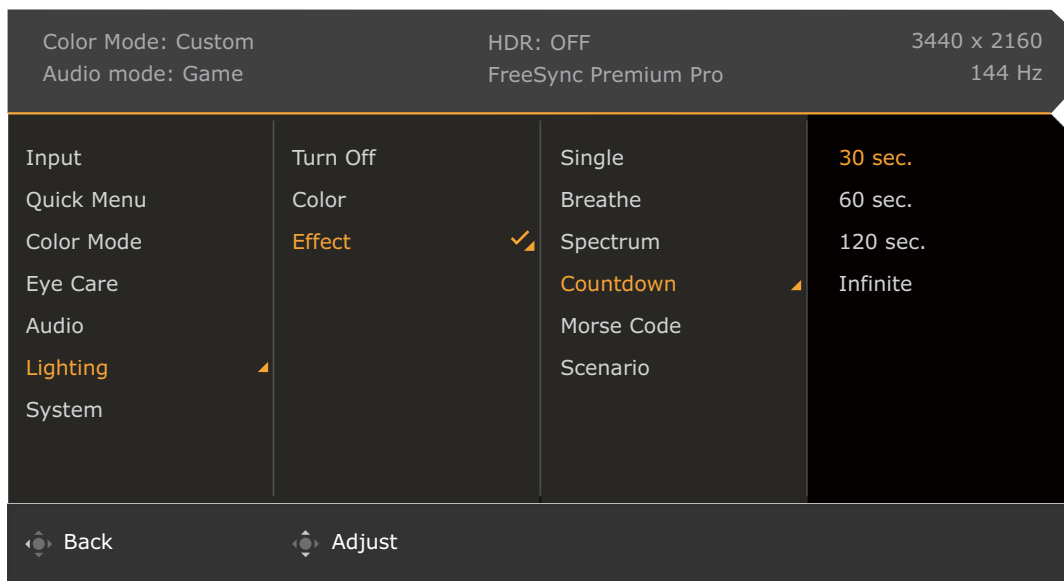 Color Mode: Custom
Audio mode: Game
HDR: OFF
FreeSync Premium Pro
3440 x 2160
144 Hz
Input
Quick Menu
Color Mode
Eye Care
Audio
Lighting
System
Turn Off
Color
Effect
Single
Breathe
Spectrum
Countdown
Morse Code
Scenario
30 sec.
60 sec.
120 sec.
Infinite
Back
Adjust